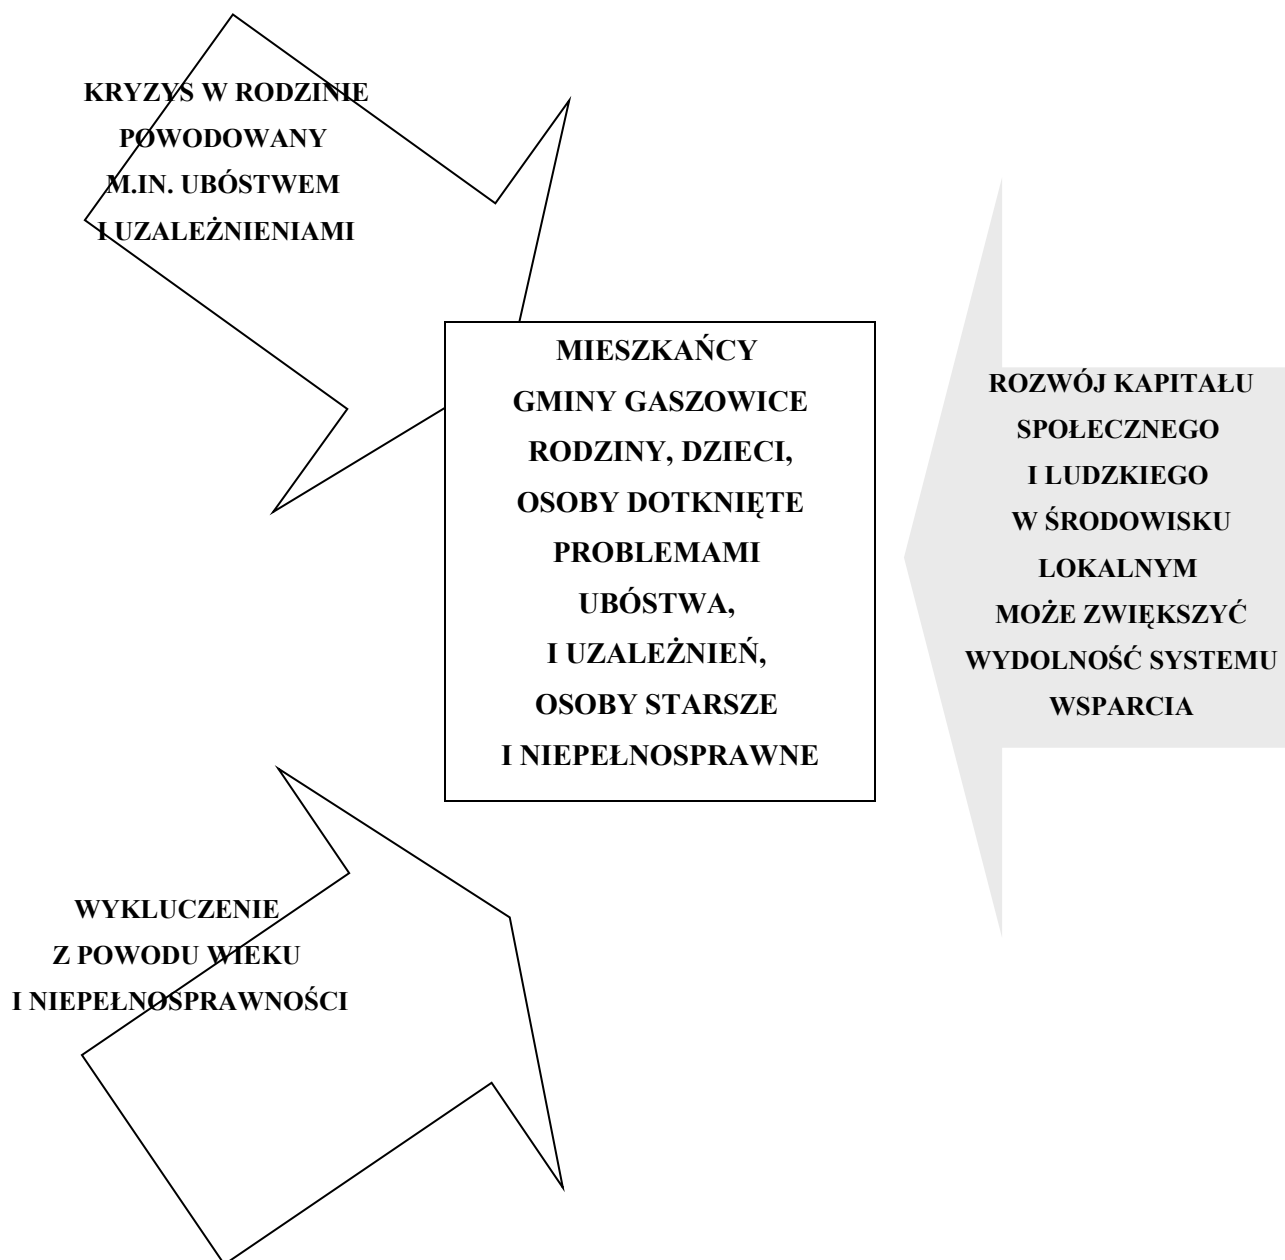 KRYZYS W RODZINIE
POWODOWANY
M.IN. UBÓSTWEM
I UZALEŻNIENIAMI
MIESZKAŃCY
GMINY GASZOWICE
RODZINY, DZIECI,
OSOBY DOTKNIĘTE
PROBLEMAMI
UBÓSTWA,
I UZALEŻNIEŃ,
OSOBY STARSZE
I NIEPEŁNOSPRAWNE
ROZWÓJ KAPITAŁU
SPOŁECZNEGO
I LUDZKIEGO
W ŚRODOWISKU
LOKALNYM
MOŻE ZWIĘKSZYĆ
WYDOLNOŚĆ SYSTEMU
WSPARCIA
WYKLUCZENIE
Z POWODU WIEKU
I NIEPEŁNOSPRAWNOŚCI